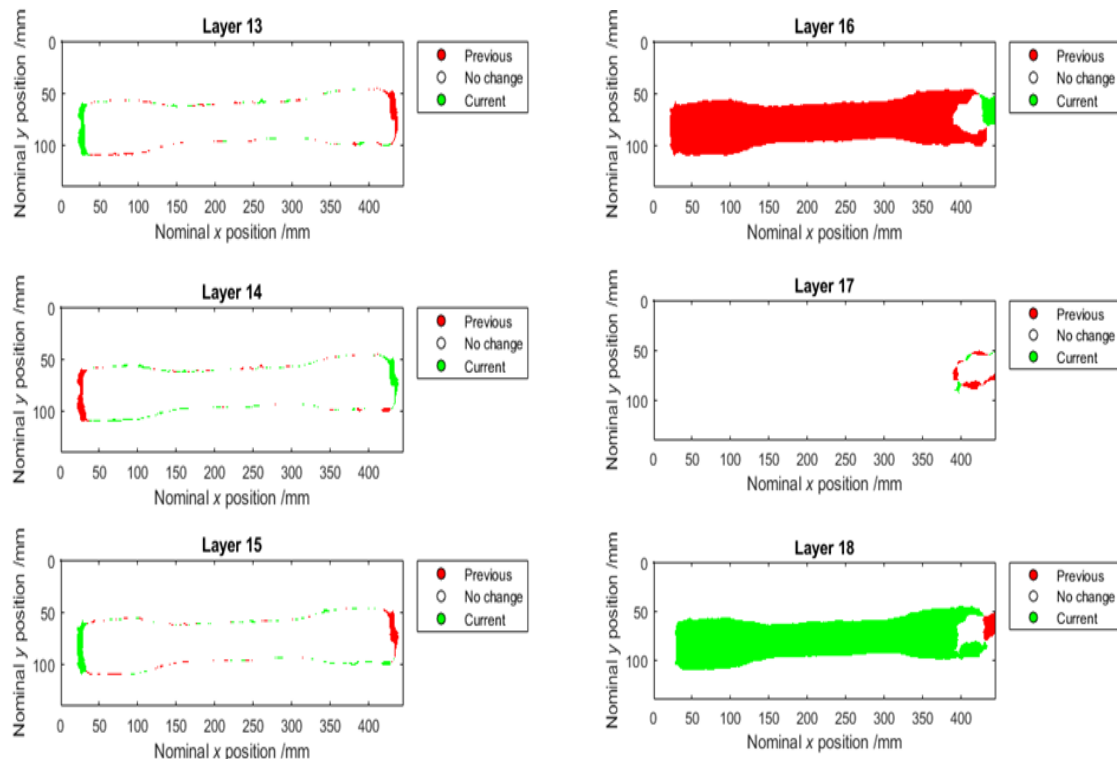 Layer 13
Nominal y position /mm
0
50
100
0 50 100 150 200 250 300 350 400
Nominal x position /mm
Previous
No change
Current
Layer 14
Nominal y position /mm
0
50
100
0 50 100 150 200 250 300 350 400
Nominal x position /mm
Previous
No change
Current
Layer 15
Nominal y position /mm
0
50
100
0 50 100 150 200 250 300 350 400
Nominal x position /mm
Previous
No change
Current
Layer 16
Nominal y position /mm
0
50
100
0 50 100 150 200 250 300 350 400
Nominal x position /mm
Previous
No change
Current
Layer 17
Nominal y position /mm
0
50
100
0 50 100 150 200 250 300 350 400
Nominal x position /mm
Previous
No change
Current
Layer 18
Nominal y position /mm
0
50
100
0 50 100 150 200 250 300 350 400
Nominal x position /mm
Previous
No change
Current